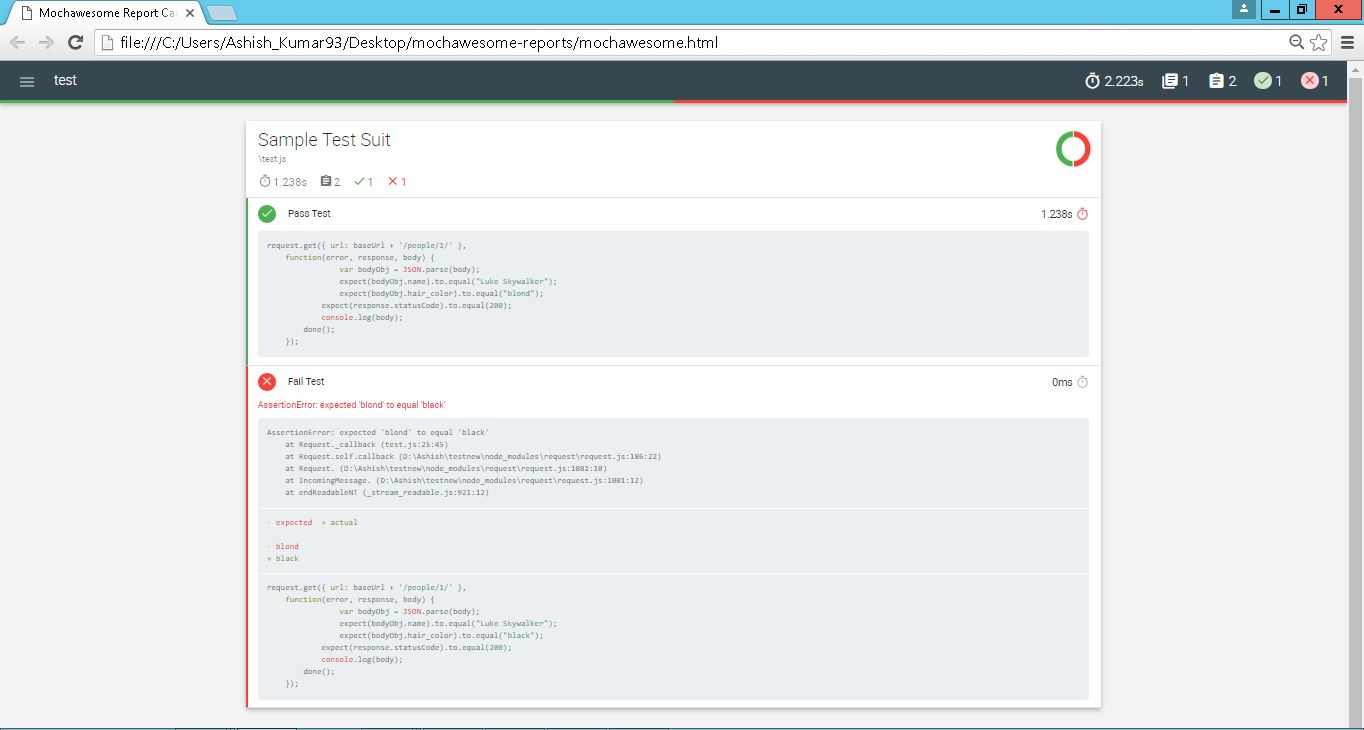 Mochawesome Report Ca
file:///C:/Users/Ashish_Kumar93/Desktop/mochawesome-reports/mochawesome.html
test
2.223s 1 2 1 1
Sample Test Suit
\test.js
1.238s 2 1 1
Pass Test 1.238s
request.get({ url: baseUrl + '/people/1/' },
function(error, response, body) {
var bodyObj = JSON.parse(body);
expect(bodyObj.name).to.equal("Luke Skywalker");
expect(bodyObj.hair_color).to.equal("blond");
expect(response.statusCode).to.equal(200);
console.log(body);
done();
});
Fail Test 0ms
AssertionError: expected 'blond' to equal 'black'
AssertionError: expected 'blond' to equal 'black'
at Request._callback (test.js:25:45)
at Request.self.callback (D:\Ashish\testnew\node_modules\request\request.js:186:22)
at Request. (D:\Ashish\testnew\node_modules\request\request.js:1081:10)
at IncomingMessage. (D:\Ashish\testnew\node_modules\request\request.js:1001:12)
at endReadableNT (_stream_readable.js:921:12)
- expected + actual
- blond
+ black
request.get({ url: baseUrl + '/people/1/' },
function(error, response, body) {
var bodyObj = JSON.parse(body);
expect(bodyObj.name).to.equal("Luke Skywalker");
expect(bodyObj.hair_color).to.equal("black");
expect(response.statusCode).to.equal(200);
console.log(body);
done();
});